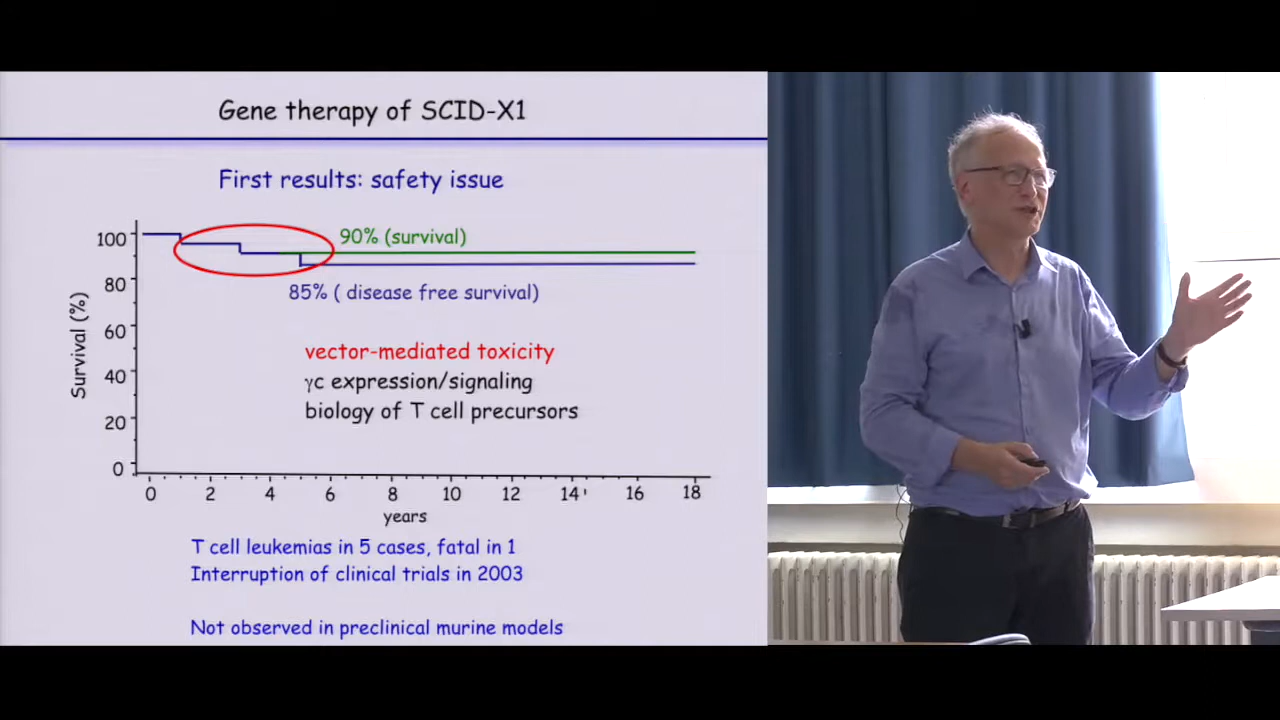 Gene therapy of SCID-X1
First results: safety issue
100
80
60
40
20
0
Survival (%)
90% (survival)
85% ( disease free survival)
vector-mediated toxicity
γc expression/signaling
biology of T cell precursors
0 2 4 6 8 10 12 14 16 18
years
T cell leukemias in 5 cases, fatal in 1
Interruption of clinical trials in 2003
Not observed in preclinical murine models